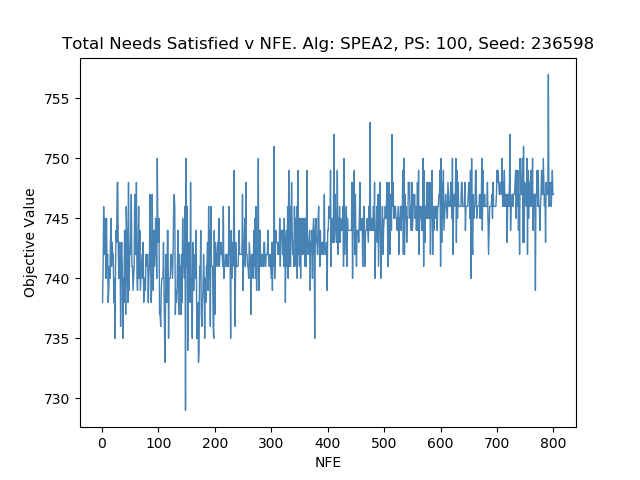 Total Needs Satisfied v NFE. Alg: SPEA2, PS: 100, Seed: 236598
755
750
745
740
735
730
Objective Value
0 100 200 300 400 500 600 700 800
NFE